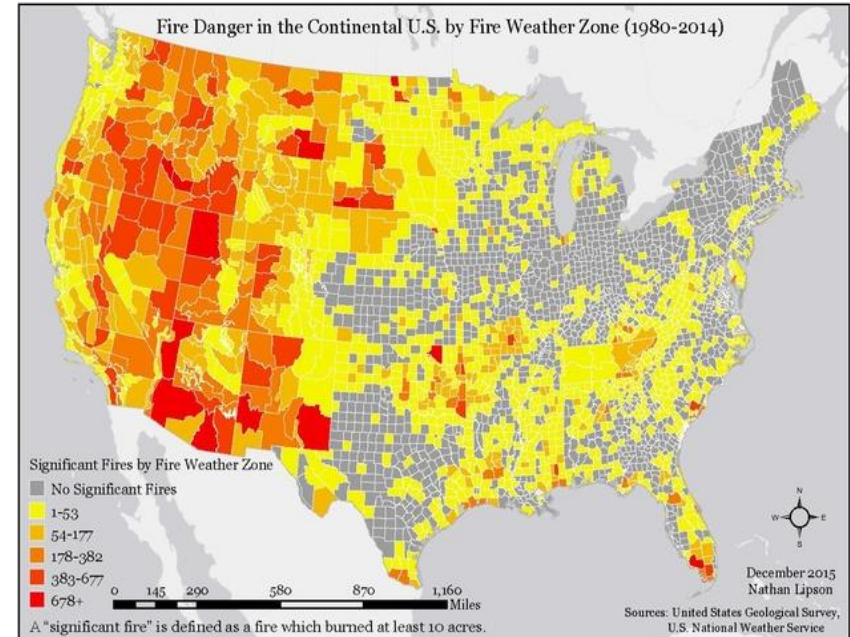 Fire Danger in the Continental U.S. by Fire Weather Zone (1980-2014)
Significant Fires by Fire Weather Zone
No Significant Fires
1-53
54-177
178-382
383-677
678+
0 145 290 580 870 1,160
Miles
A "significant fire" is defined as a fire which burned at least 10 acres.
N
W E
S
December 2015
Nathan Lipson
Sources: United States Geological Survey,
U.S. National Weather Service